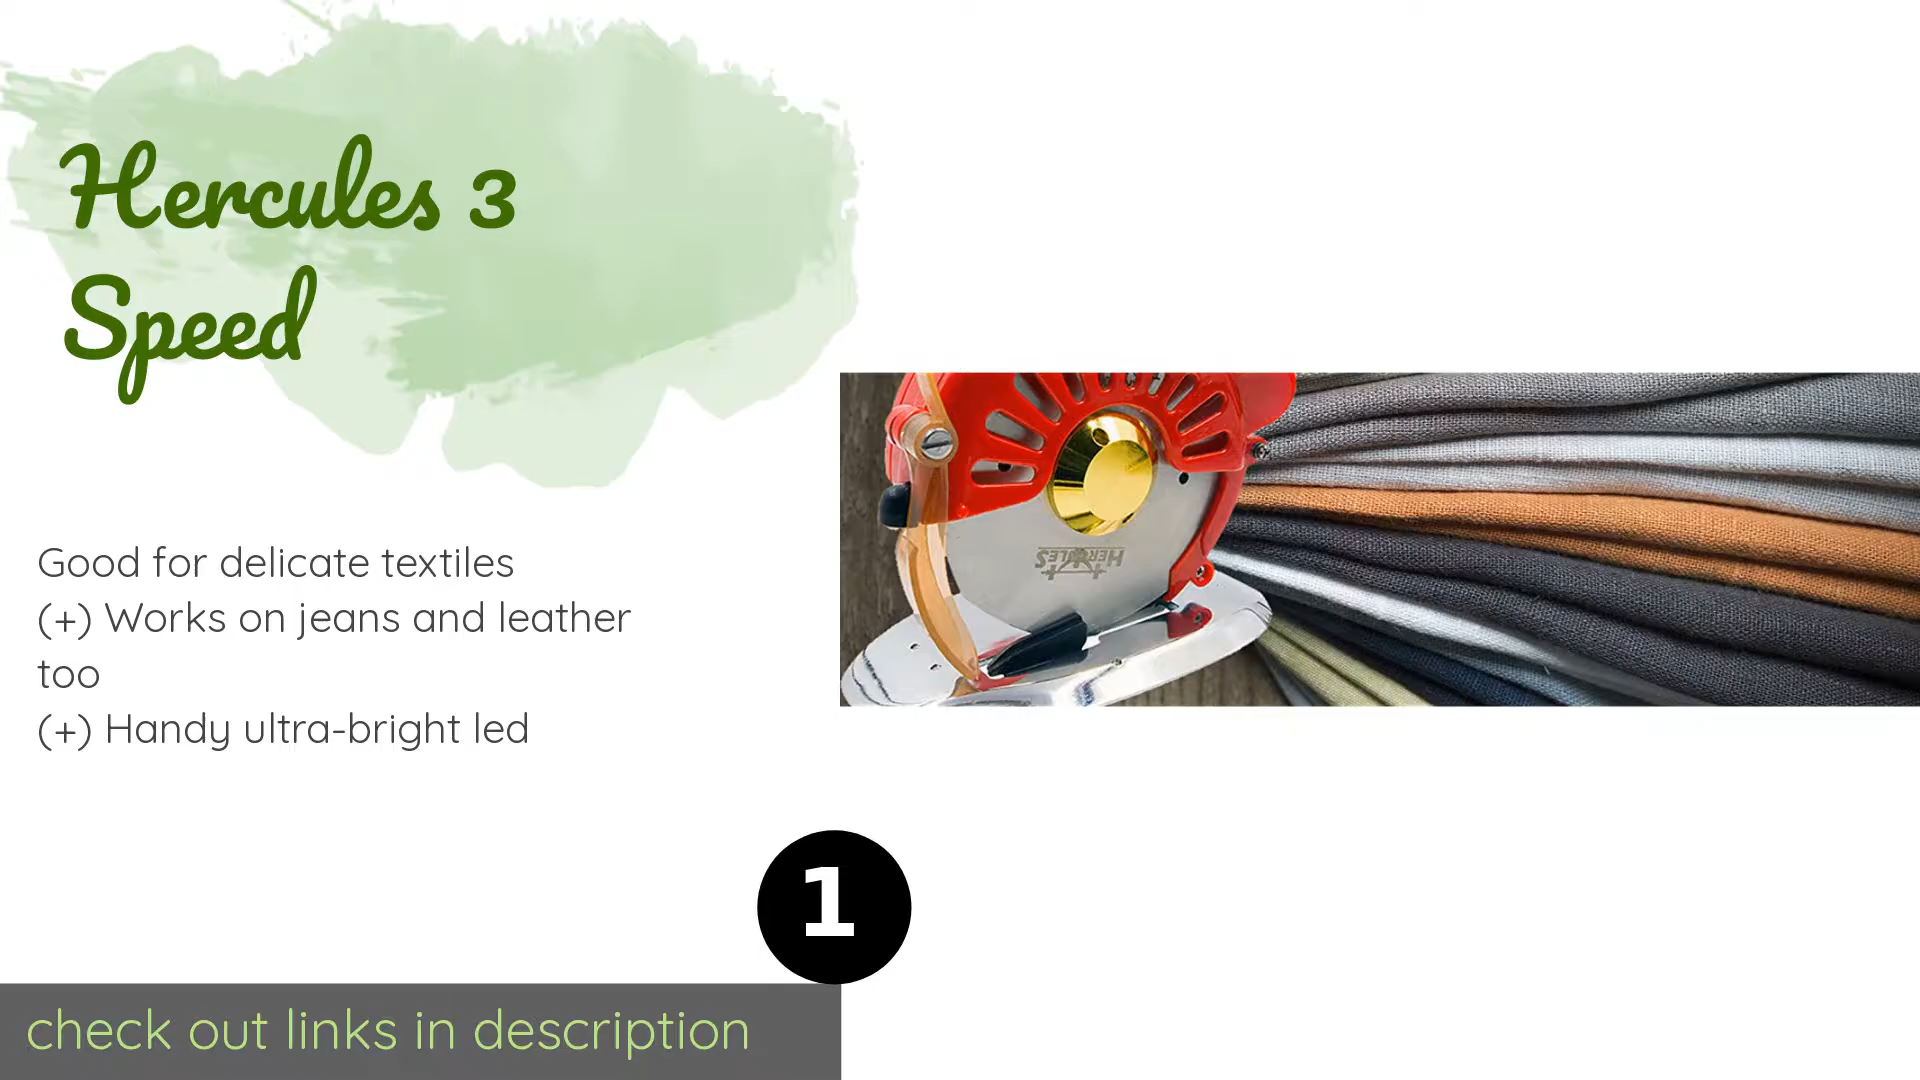 Hercules 3
Speed
Good for delicate textiles
(+) Works on jeans and leather
too
(+) Handy ultra-bright led
HERCULES
1
check out links in description